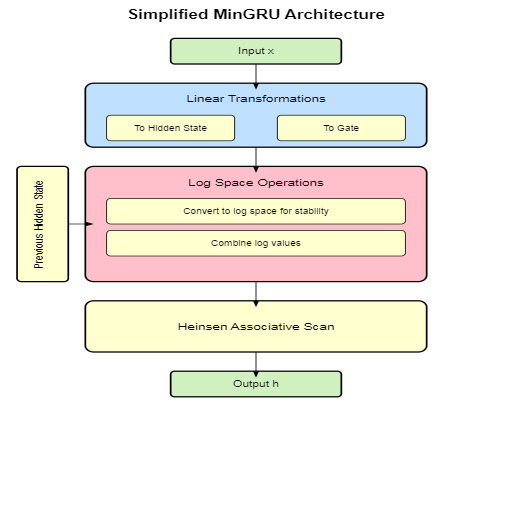 Simplified MinGRU Architecture
Input x
Linear Transformations
To Hidden State
To Gate
Log Space Operations
Previous Hidden State
Convert to log space for stability
Combine log values
Heinsen Associative Scan
Output h